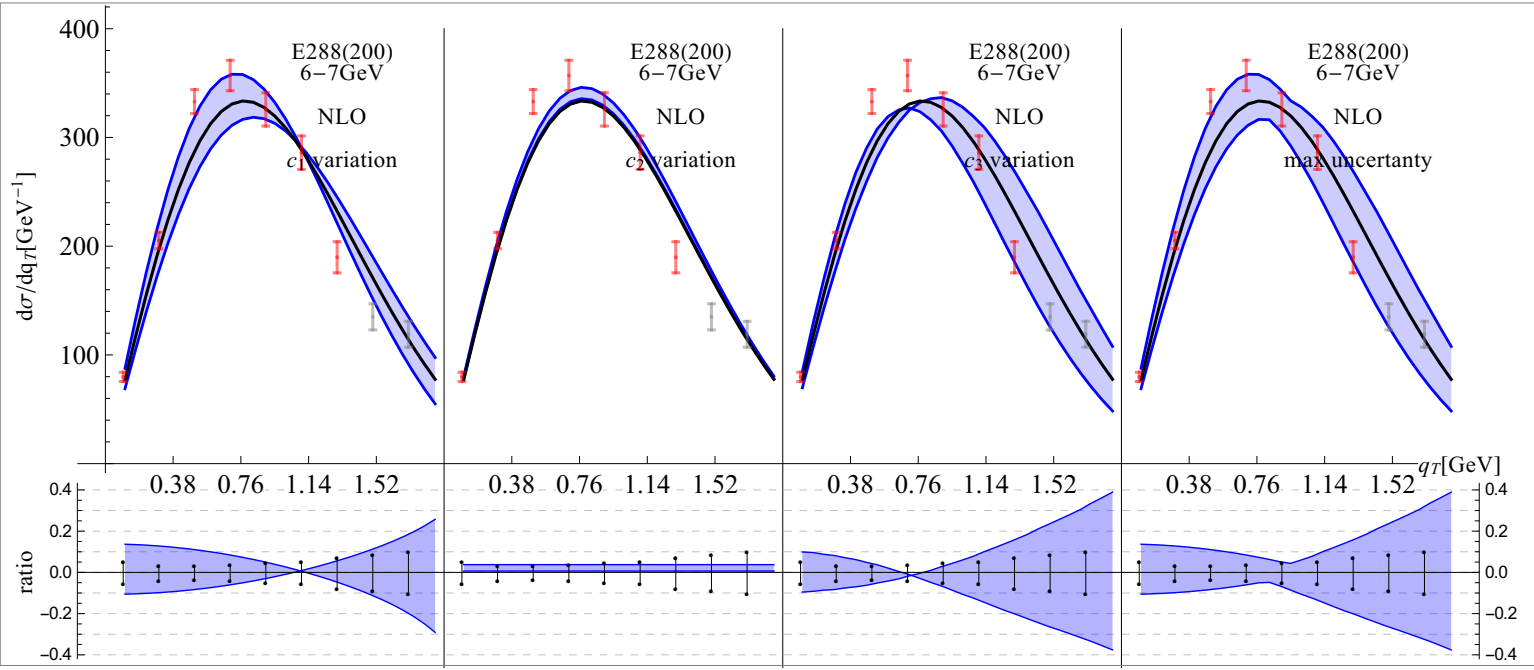 400
300
200
100
dσ/dq_T[GeV⁻¹]
E288(200)
6–7GeV
NLO
c₁ variation
E288(200)
6–7GeV
NLO
c₂ variation
E288(200)
6–7GeV
NLO
c₃ variation
E288(200)
6–7GeV
NLO
max uncertanty
q_T[GeV]
0.38 0.76 1.14 1.52
0.38 0.76 1.14 1.52
0.38 0.76 1.14 1.52
0.38 0.76 1.14 1.52
ratio
0.4
0.2
0.0
−0.2
−0.4
0.4
0.2
0.0
−0.2
−0.4